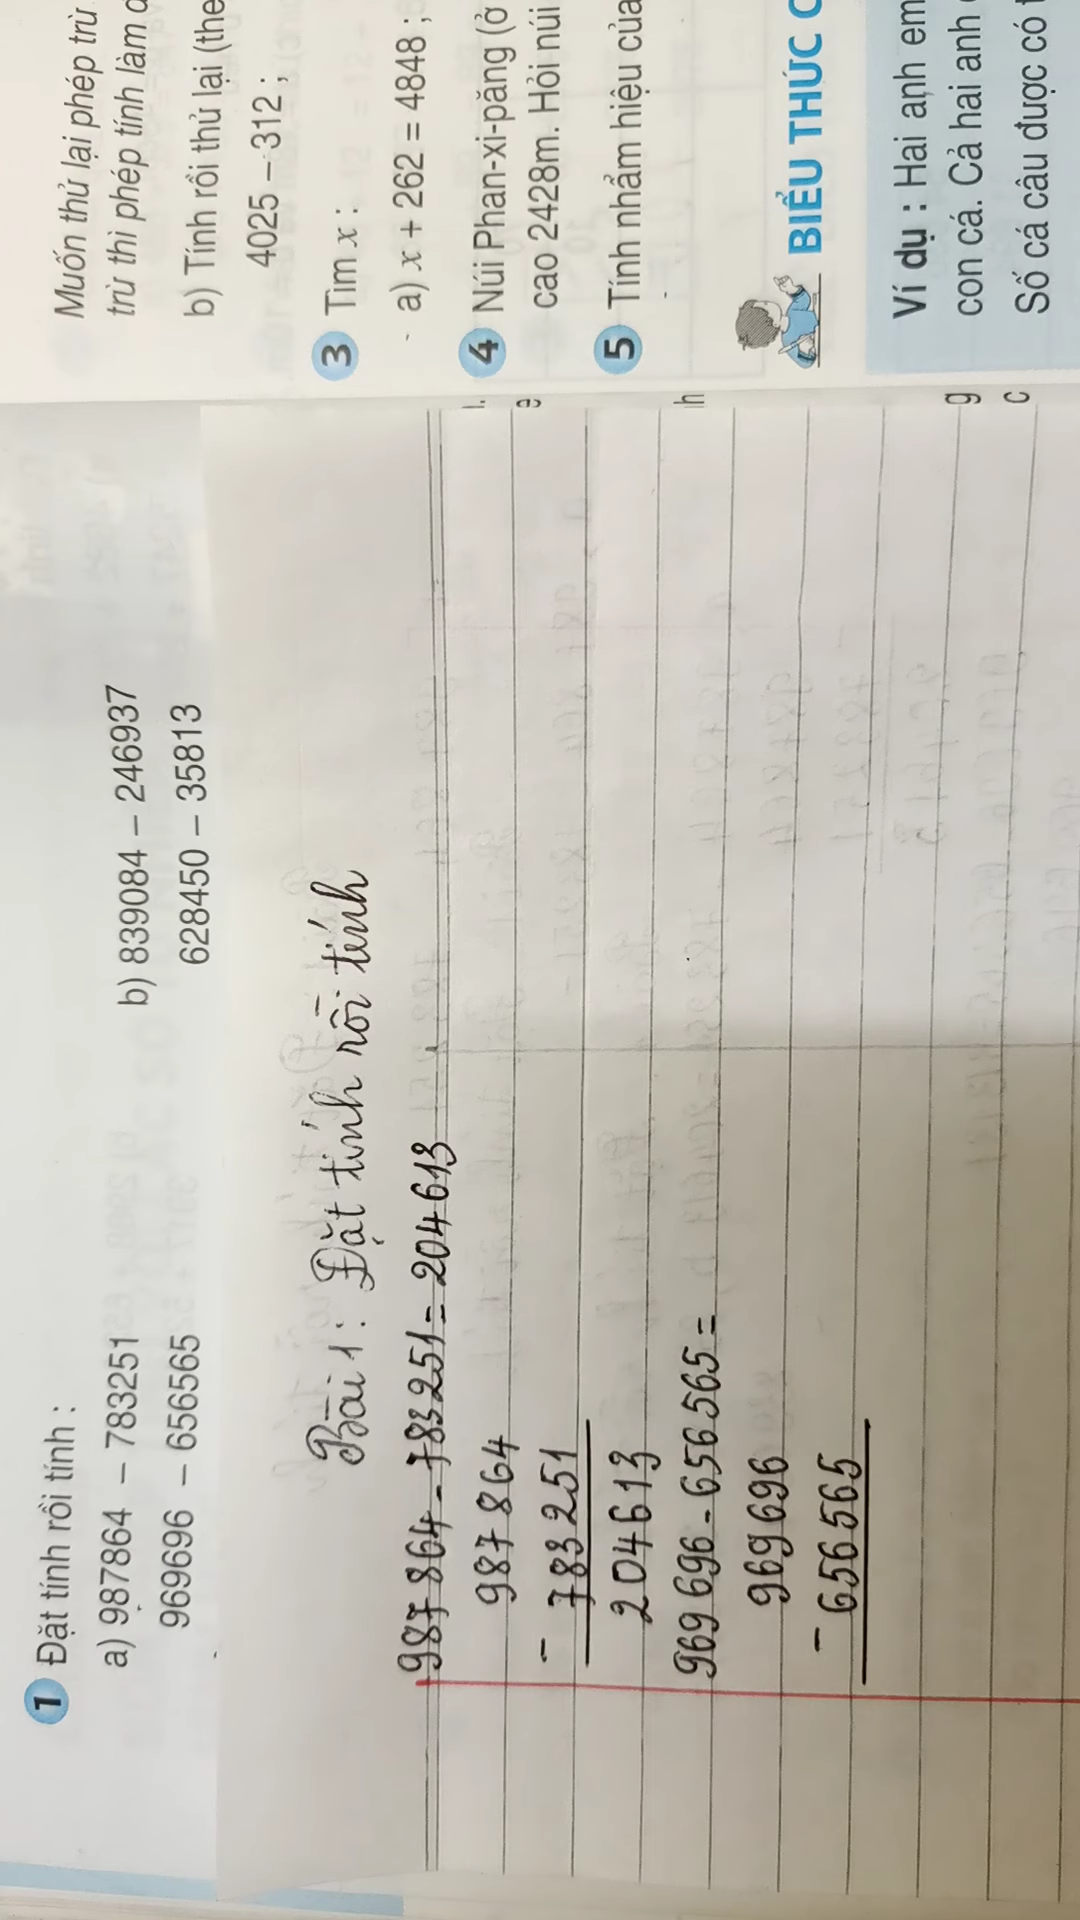 1 Đặt tính rồi tính :
a) 987864 – 783251
969696 – 656565
b) 839084 – 246937
628450 – 35813
Bài 1 : Đặt tính rồi tính
987 864 - 783 251 = 204 613
987 864
- 783 251
204 613
969 696 - 656 565 =
969 696
- 656 565
Muốn thử lại phép trừ
trừ thì phép tính làm
b) Tính rồi thử lại (the
4025 – 312 ;
3 Tìm x :
a) x + 262 = 4848 ;
4 Núi Phan-xi-păng (ở
cao 2428m. Hỏi núi
5 Tính nhẩm hiệu của
BIỂU THỨC C
Ví dụ : Hai anh em
con cá. Cả hai anh
Số cá câu được có